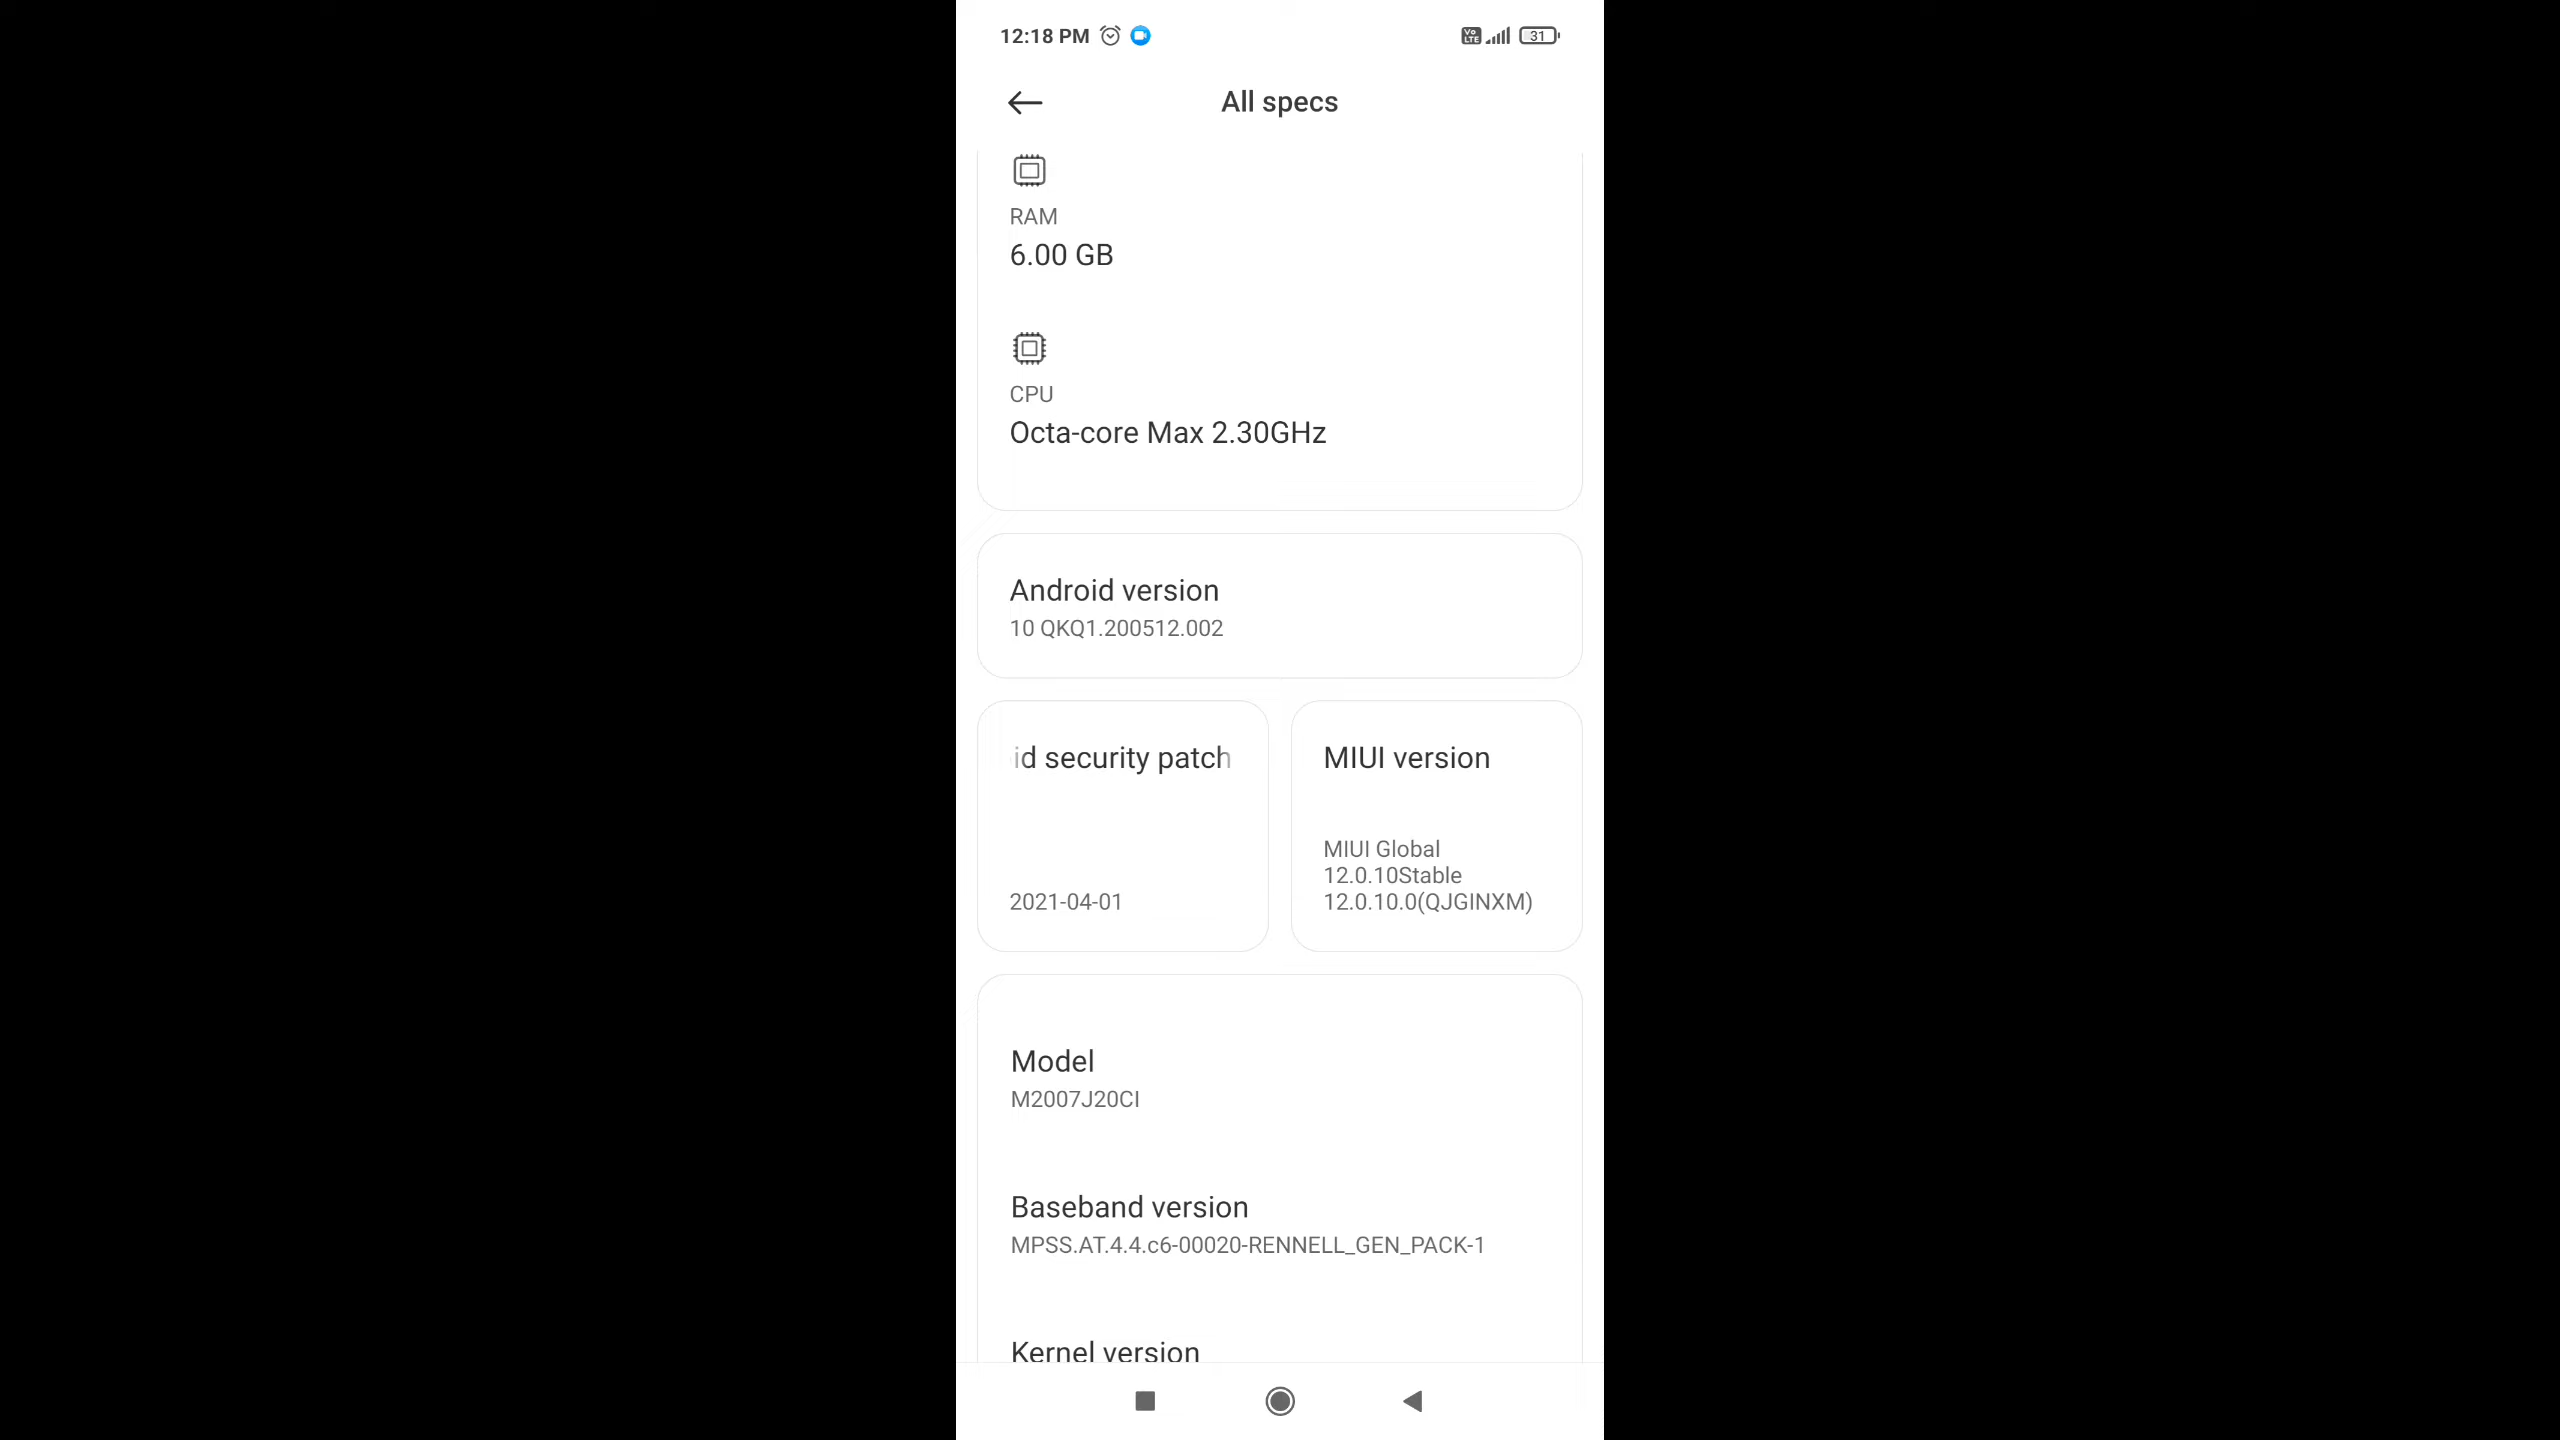 12:18 PM
Vo LTE
31
All specs
RAM
6.00 GB
CPU
Octa-core Max 2.30GHz
Android version
10 QKQ1.200512.002
id security patch
2021-04-01
MIUI version
MIUI Global
12.0.10Stable
12.0.10.0(QJGINXM)
Model
M2007J20CI
Baseband version
MPSS.AT.4.4.c6-00020-RENNELL_GEN_PACK-1
Kernel version